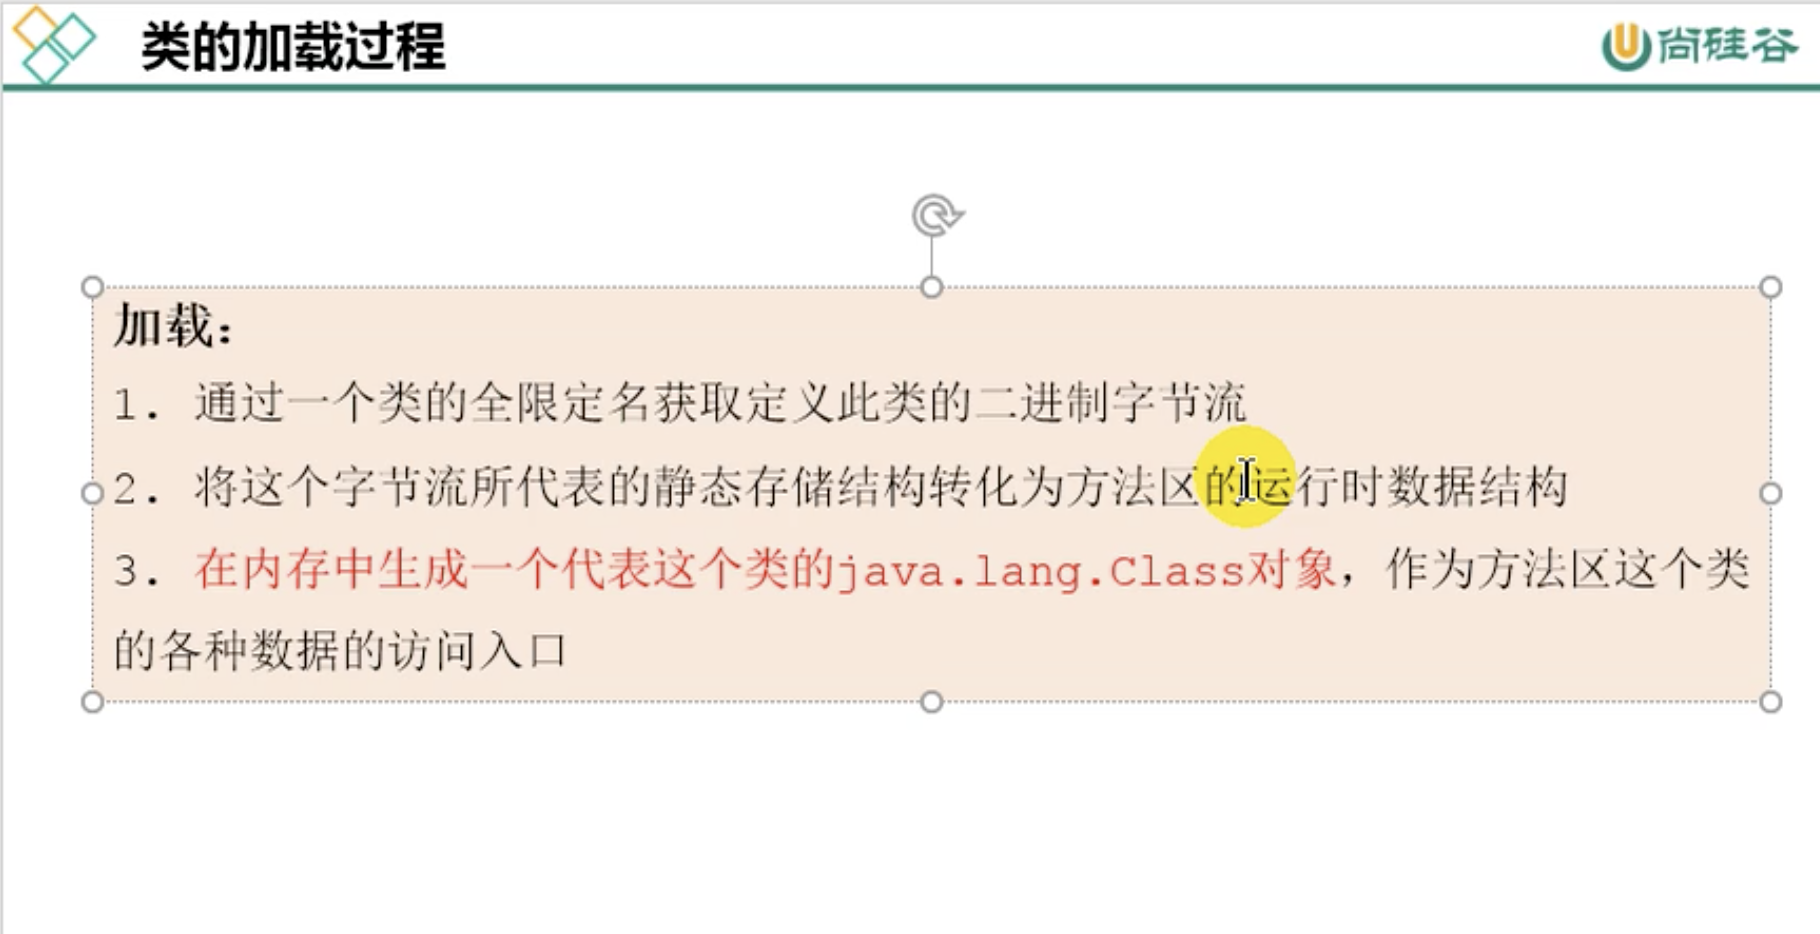 类的加载过程
尚硅谷
加载：
1. 通过一个类的全限定名获取定义此类的二进制字节流
2. 将这个字节流所代表的静态存储结构转化为方法区的运行时数据结构
3. 在内存中生成一个代表这个类的java.lang.Class对象，作为方法区这个类
的各种数据的访问入口